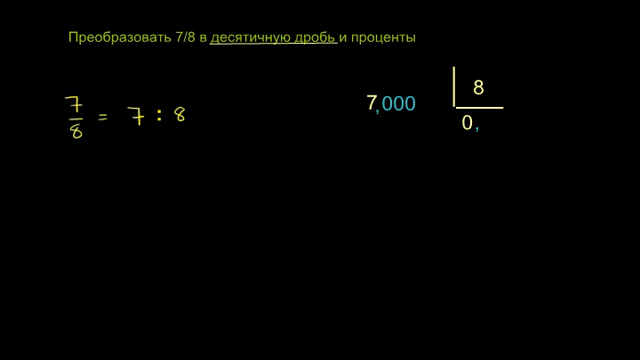 Преобразовать 7/8 в десятичную дробь и проценты
7/8 = 7 : 8
7,000 8
0,